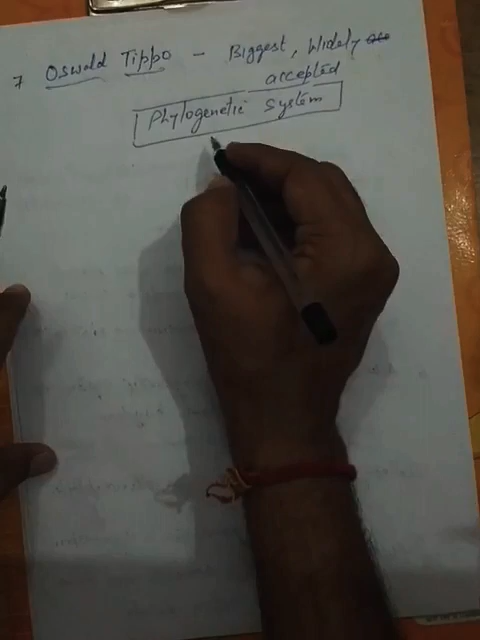 7 Oswald Tippo - Biggest, Widely
accepted
Phylogenetic System